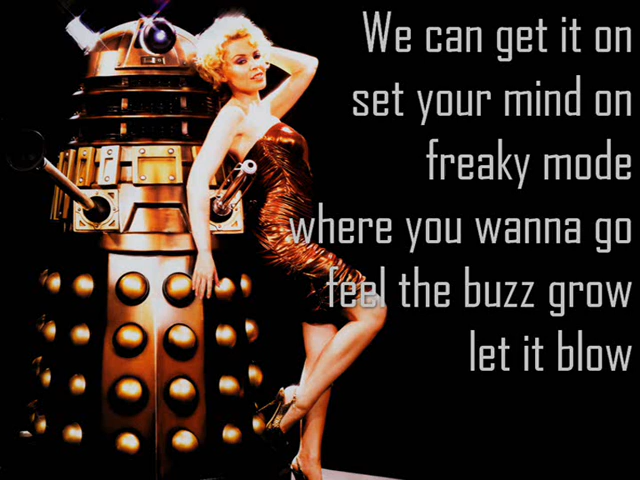 We can get it on
set your mind on
freaky mode
where you wanna go
feel the buzz grow
let it blow